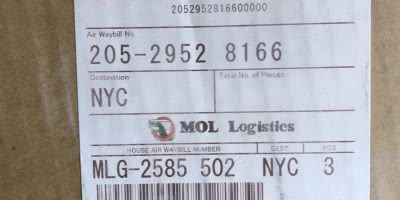 2052952816600000
Air Waybill No.
205-2952 8166
Destination Total No. of Pieces
NYC
MOL Logistics
HOUSE AIR WAYBILL NUMBER DEST PCS
MLG-2585 502 NYC 3